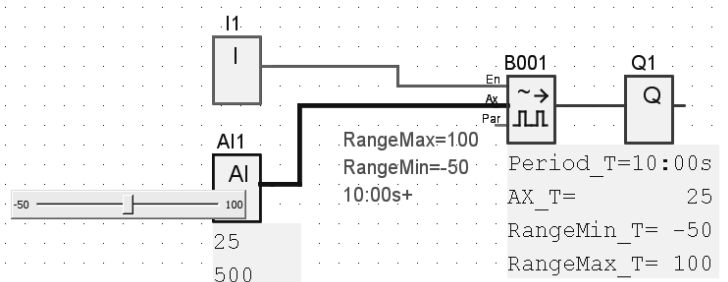 I1
I
AI1
AI
-50
100
25
500
RangeMax=100
RangeMin=-50
10:00s+
B001
En
Ax
Par
~→
Q1
Q
Period_T=10:00s
AX_T= 25
RangeMin_T= -50
RangeMax_T= 100